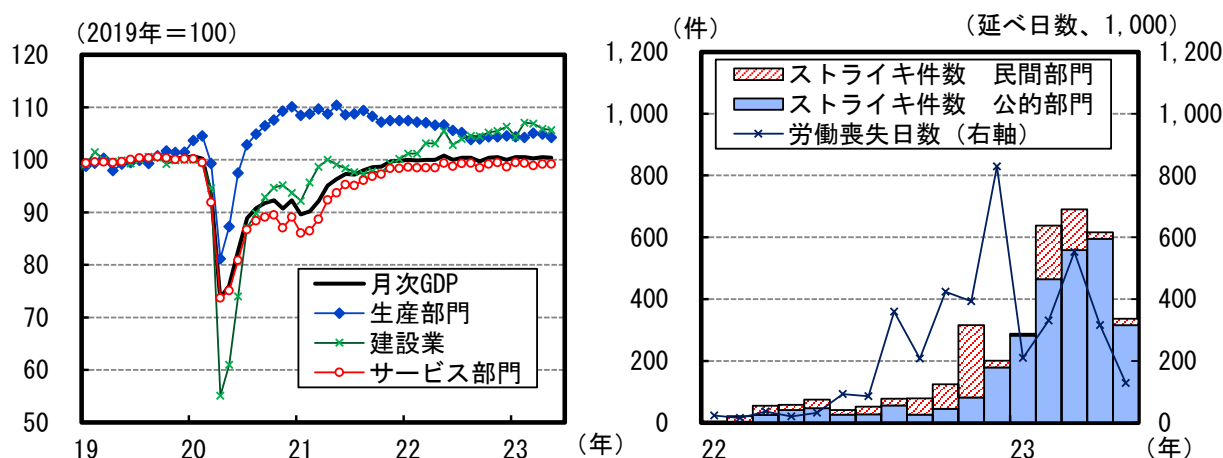 (2019年＝100)
120
110
100
90
80
70
60
50
月次GDP
生産部門
建設業
サービス部門
19
20
21
22
23
(年)
(件)
(延べ日数、1,000)
1,200
1,000
800
600
400
200
0
ストライキ件数　民間部門
ストライキ件数　公的部門
労働喪失日数（右軸）
1,200
1,000
800
600
400
200
0
22
23
(年)